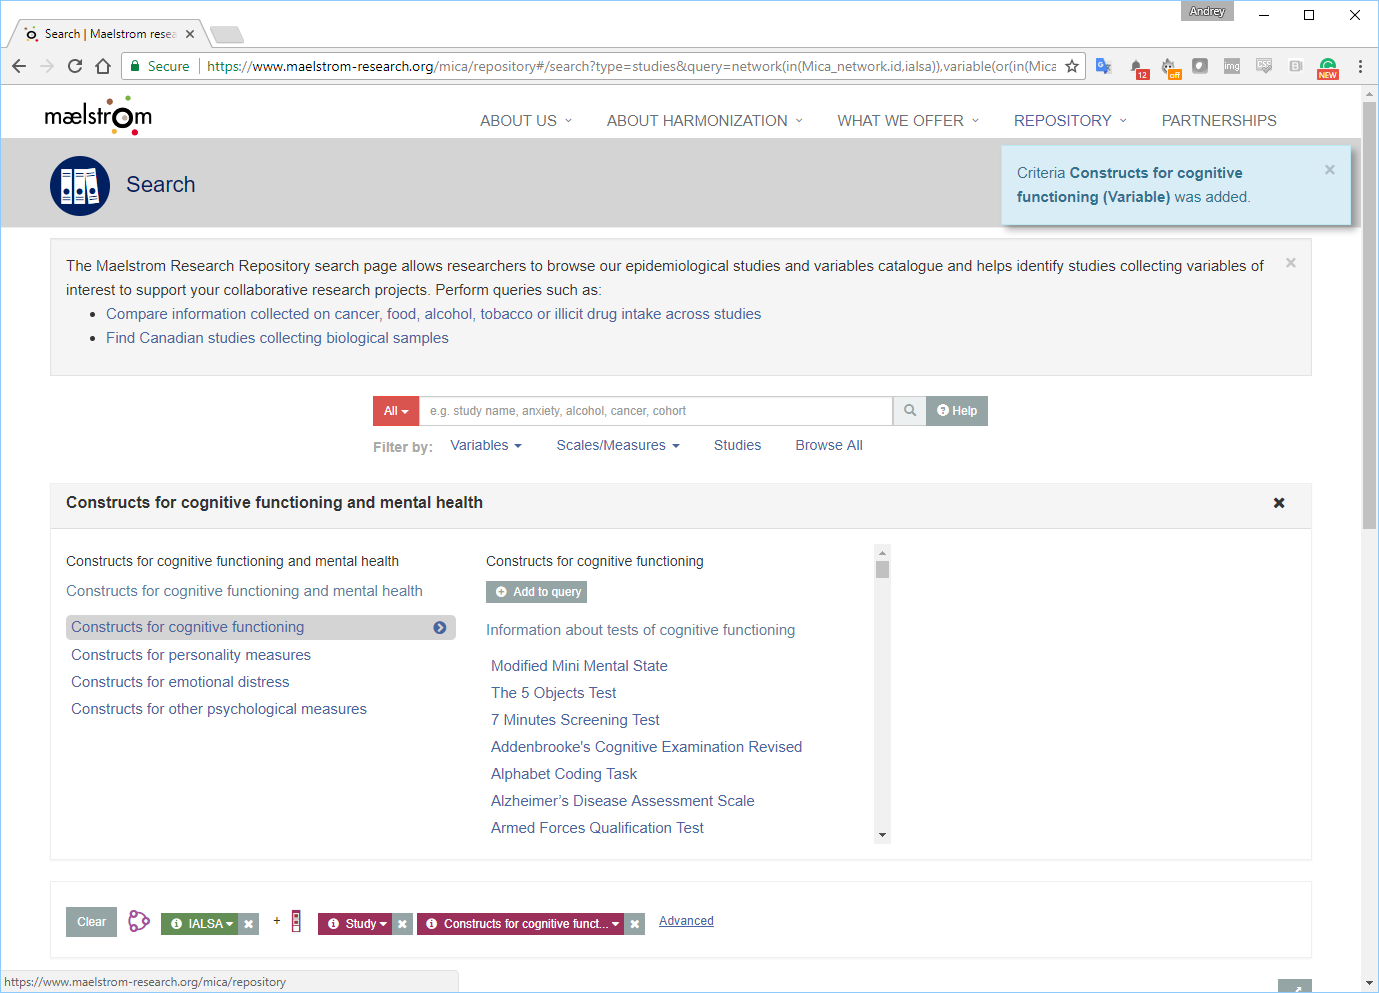 Andrey
Search | Maelstrom resea
Secure https://www.maelstrom-research.org/mica/repository#/search?type=studies&query=network(in(Mica_network.id,ialsa)),variable(or(in(Mica
12
off
img
CSE
B
NEW
mælstrom
ABOUT US ABOUT HARMONIZATION WHAT WE OFFER REPOSITORY PARTNERSHIPS
Search
Criteria Constructs for cognitive
functioning (Variable) was added.
The Maelstrom Research Repository search page allows researchers to browse our epidemiological studies and variables catalogue and helps identify studies collecting variables of
interest to support your collaborative research projects. Perform queries such as:
Compare information collected on cancer, food, alcohol, tobacco or illicit drug intake across studies
Find Canadian studies collecting biological samples
All e.g. study name, anxiety, alcohol, cancer, cohort Help
Filter by: Variables Scales/Measures Studies Browse All
Constructs for cognitive functioning and mental health
Constructs for cognitive functioning and mental health
Constructs for cognitive functioning and mental health
Constructs for cognitive functioning
Constructs for personality measures
Constructs for emotional distress
Constructs for other psychological measures
Constructs for cognitive functioning
Add to query
Information about tests of cognitive functioning
Modified Mini Mental State
The 5 Objects Test
7 Minutes Screening Test
Addenbrooke's Cognitive Examination Revised
Alphabet Coding Task
Alzheimer’s Disease Assessment Scale
Armed Forces Qualification Test
Clear IALSA + Study Constructs for cognitive funct... Advanced
https://www.maelstrom-research.org/mica/repository